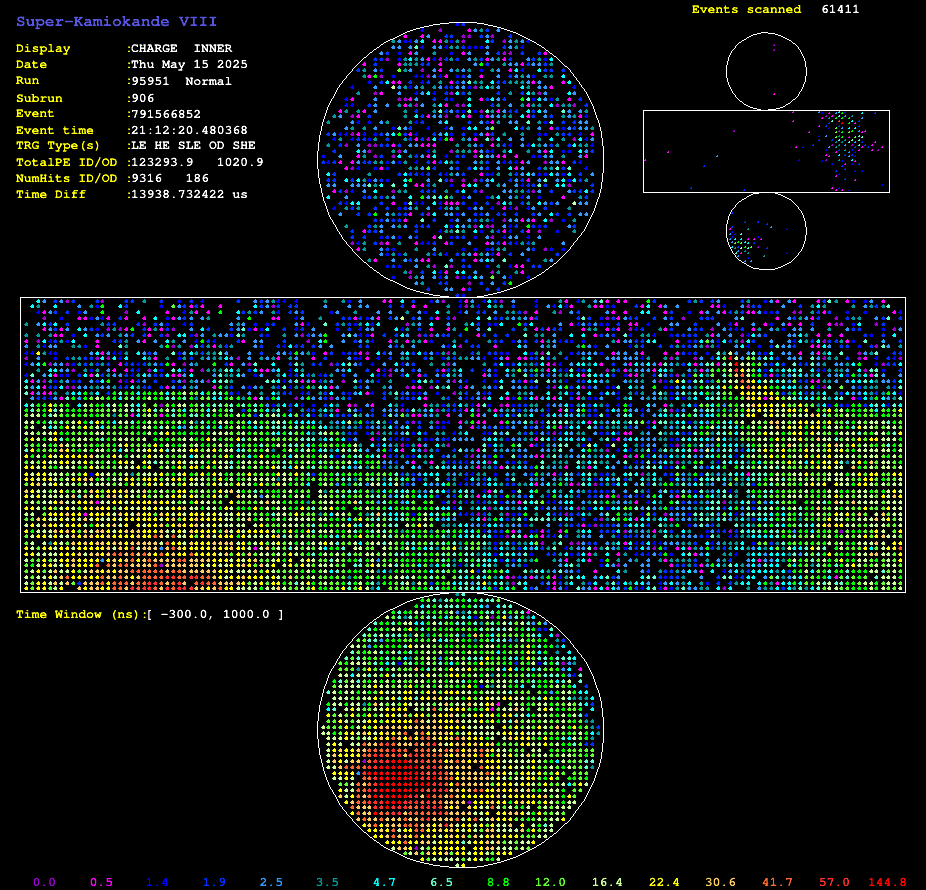 Super-Kamiokande VIII
Events scanned 61411
Display :CHARGE INNER
Date :Thu May 15 2025
Run :95951 Normal
Subrun :906
Event :791566852
Event time :21:12:20.480368
TRG Type(s) :LE HE SLE OD SHE
TotalPE ID/OD :123293.9 1020.9
NumHits ID/OD :9316 186
Time Diff :13938.732422 us
Time Window (ns):[ -300.0, 1000.0 ]
0.0 0.5 1.4 1.9 2.5 3.5 4.7 6.5 8.8 12.0 16.4 22.4 30.6 41.7 57.0 144.8